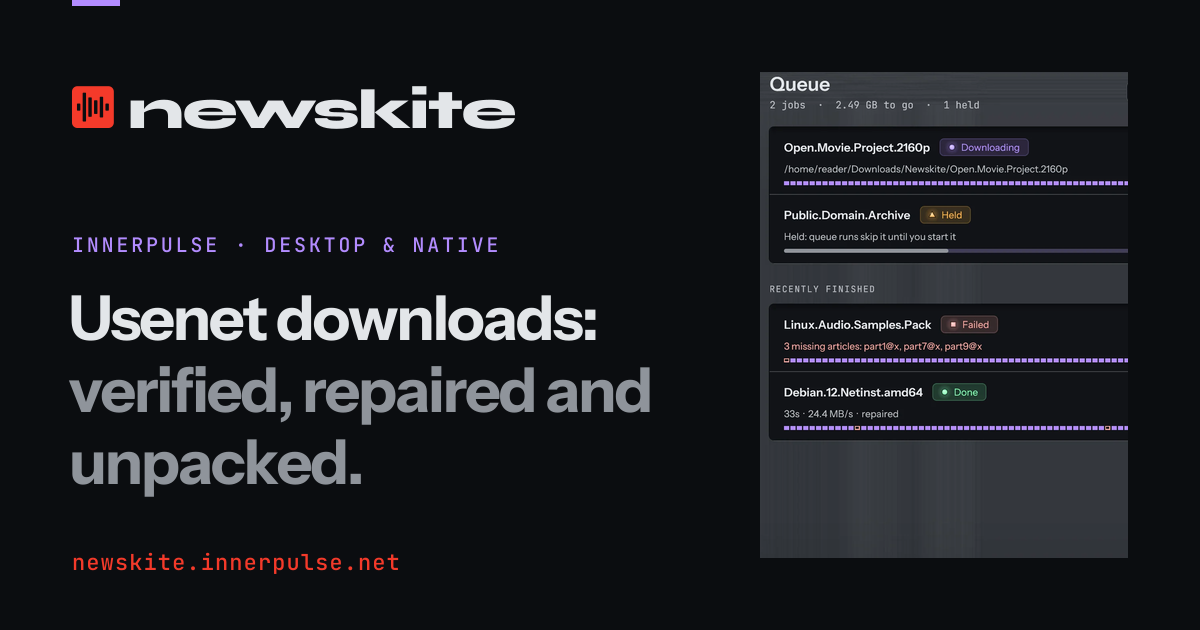 newskite
INNERPULSE · DESKTOP & NATIVE
Usenet downloads:
verified, repaired and
unpacked.
newskite.innerpulse.net
Queue
2 jobs · 2.49 GB to go · 1 held
Open.Movie.Project.2160p Downloading
/home/reader/Downloads/Newskite/Open.Movie.Project.2160p
Public.Domain.Archive Held
Held: queue runs skip it until you start it
RECENTLY FINISHED
Linux.Audio.Samples.Pack Failed
3 missing articles: part1@x, part7@x, part9@x
Debian.12.Netinst.amd64 Done
33s · 24.4 MB/s · repaired